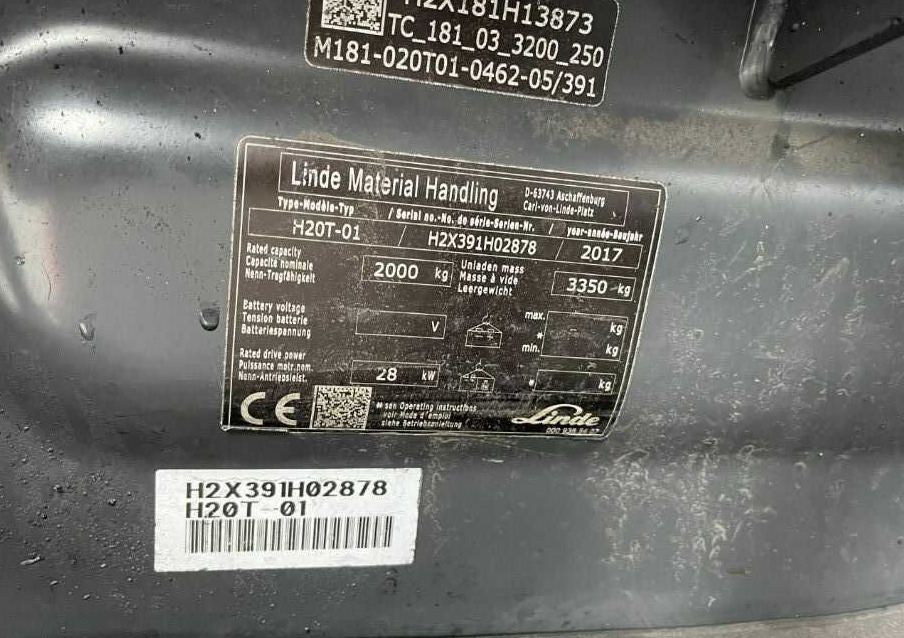 H2X181H13873
TC_181_03_3200_250
M181-020T01-0462-05/391
Linde Material Handling
D-63743 Aschaffenburg
Carl-von-Linde-Platz
Type-Modèle-Typ / Serial no.-No. de série-Serien-Nr. / year-année-Baujahr
H20T-01 / H2X391H02878 / 2017
Rated capacity
Capacité nominale
Nenn-Tragfähigkeit
2000 kg
Unladen mass
Masse à vide
Leergewicht
3350 kg
Battery voltage
Tension batterie
Batteriespannung
V
max. kg
*
min. kg
Rated drive power
Puissance motr.nom.
Nenn-Antriebsleist.
28 kW
* kg
CE
see Operating instructions
voir Mode d'emploi
siehe Betriebsanleitung
Linde
H2X391H02878
H20T-01